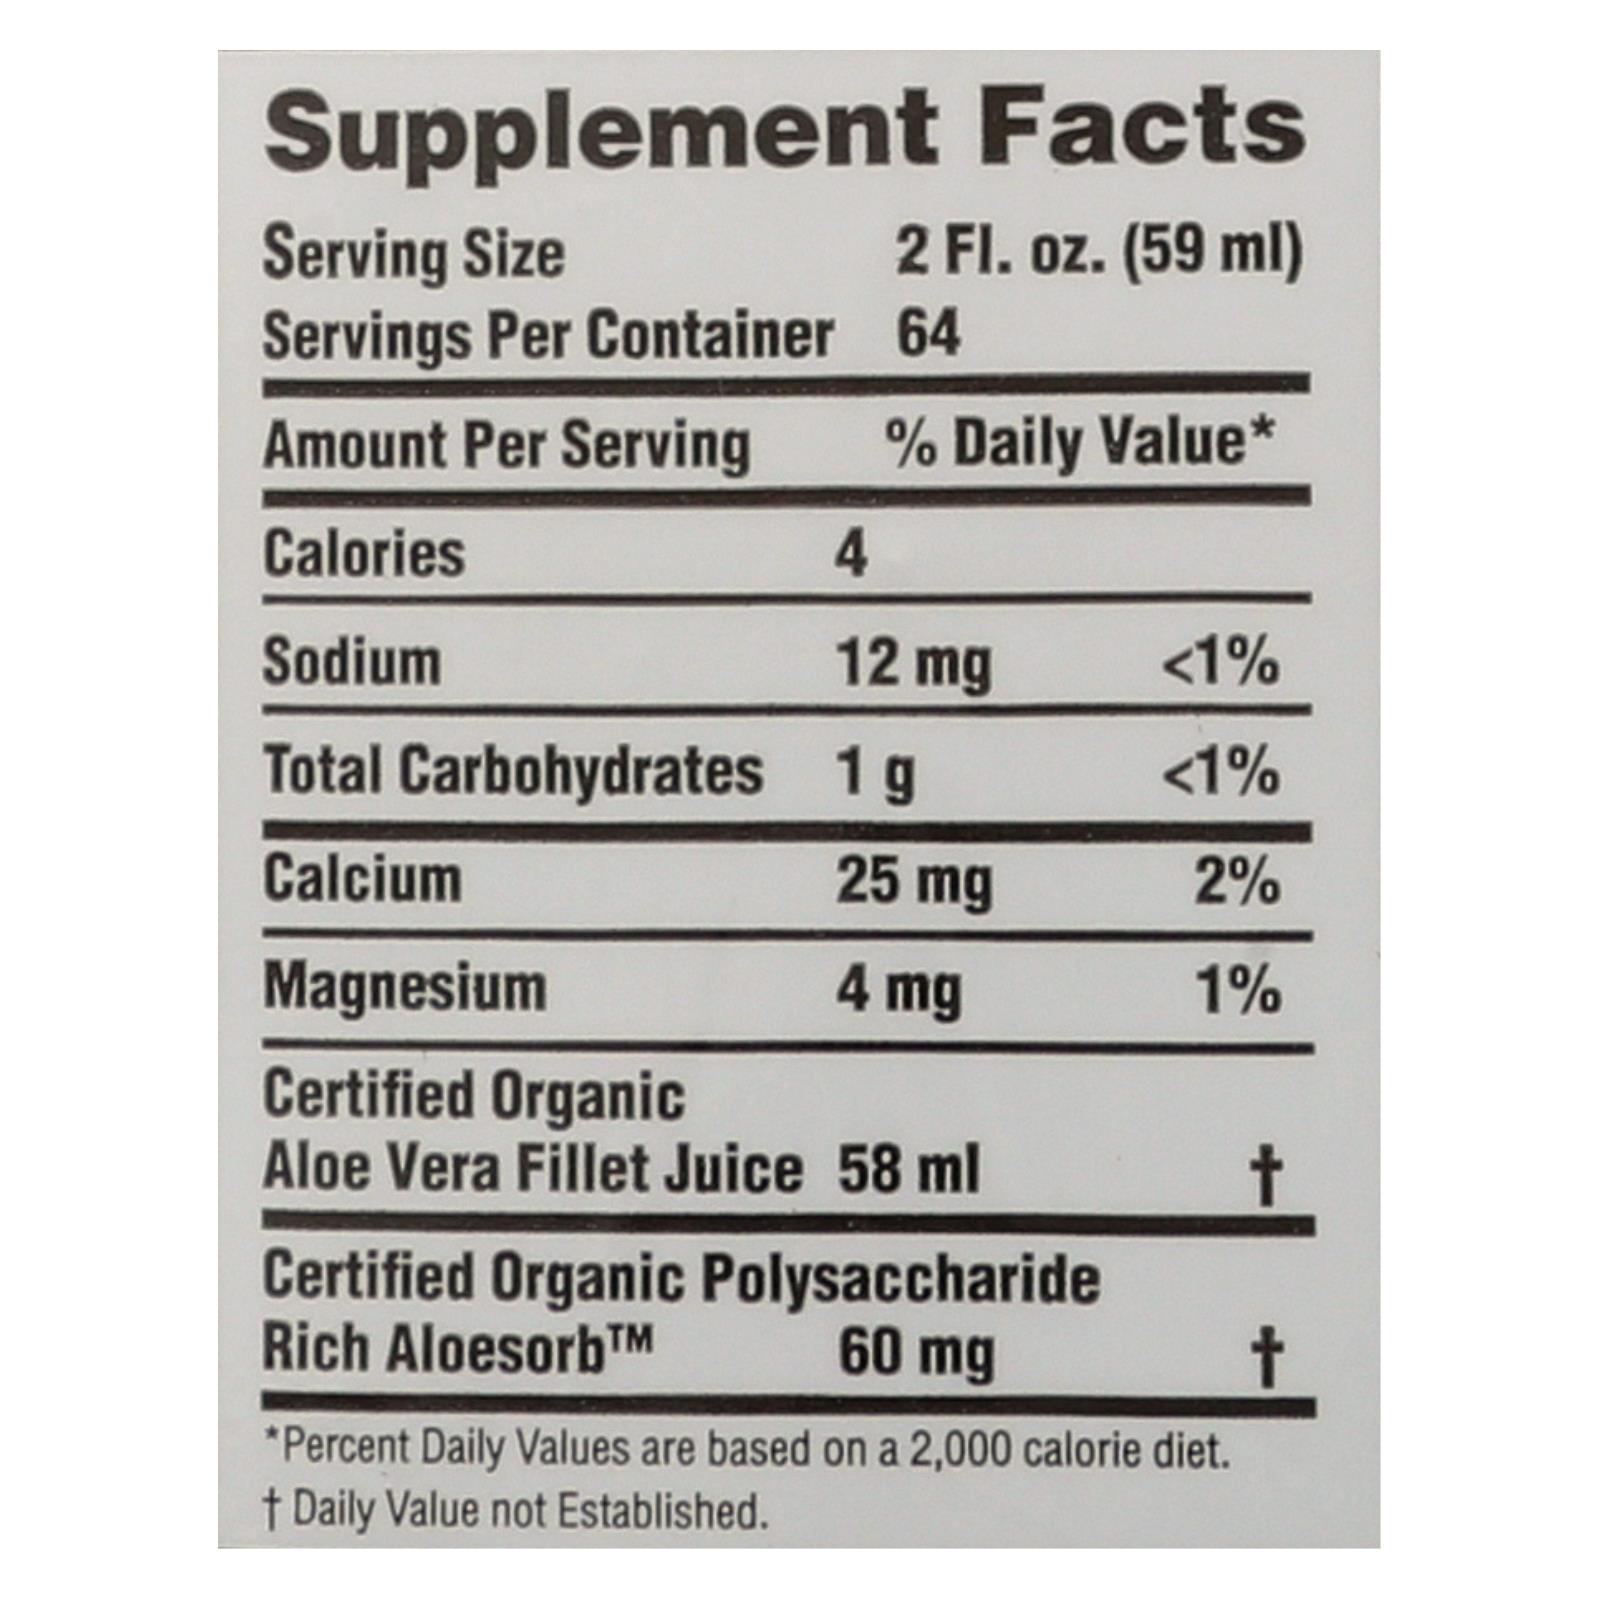 Supplement Facts
Serving Size 2 Fl. oz. (59 ml)
Servings Per Container 64
Amount Per Serving % Daily Value*
Calories 4
Sodium 12 mg <1%
Total Carbohydrates 1 g <1%
Calcium 25 mg 2%
Magnesium 4 mg 1%
Certified Organic
Aloe Vera Fillet Juice 58 ml †
Certified Organic Polysaccharide
Rich Aloesorb™ 60 mg †
*Percent Daily Values are based on a 2,000 calorie diet.
† Daily Value not Established.